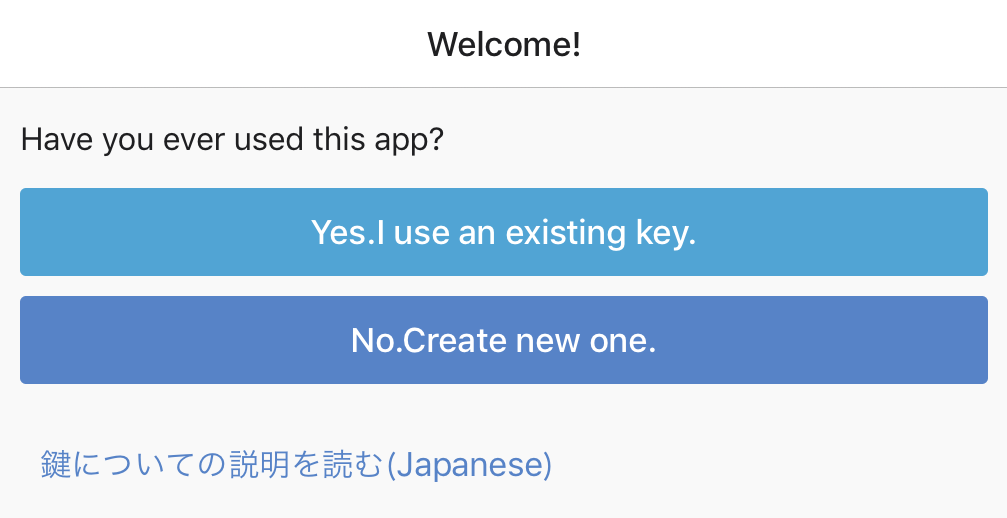 Welcome!
Have you ever used this app?
Yes.I use an existing key.
No.Create new one.
鍵についての説明を読む(Japanese)